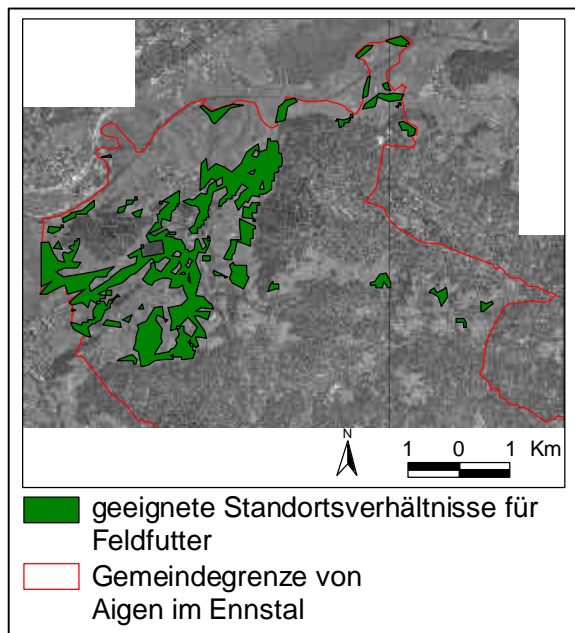 N
1 0 1 Km
geeignete Standortsverhältnisse für
Feldfutter
Gemeindegrenze von
Aigen im Ennstal